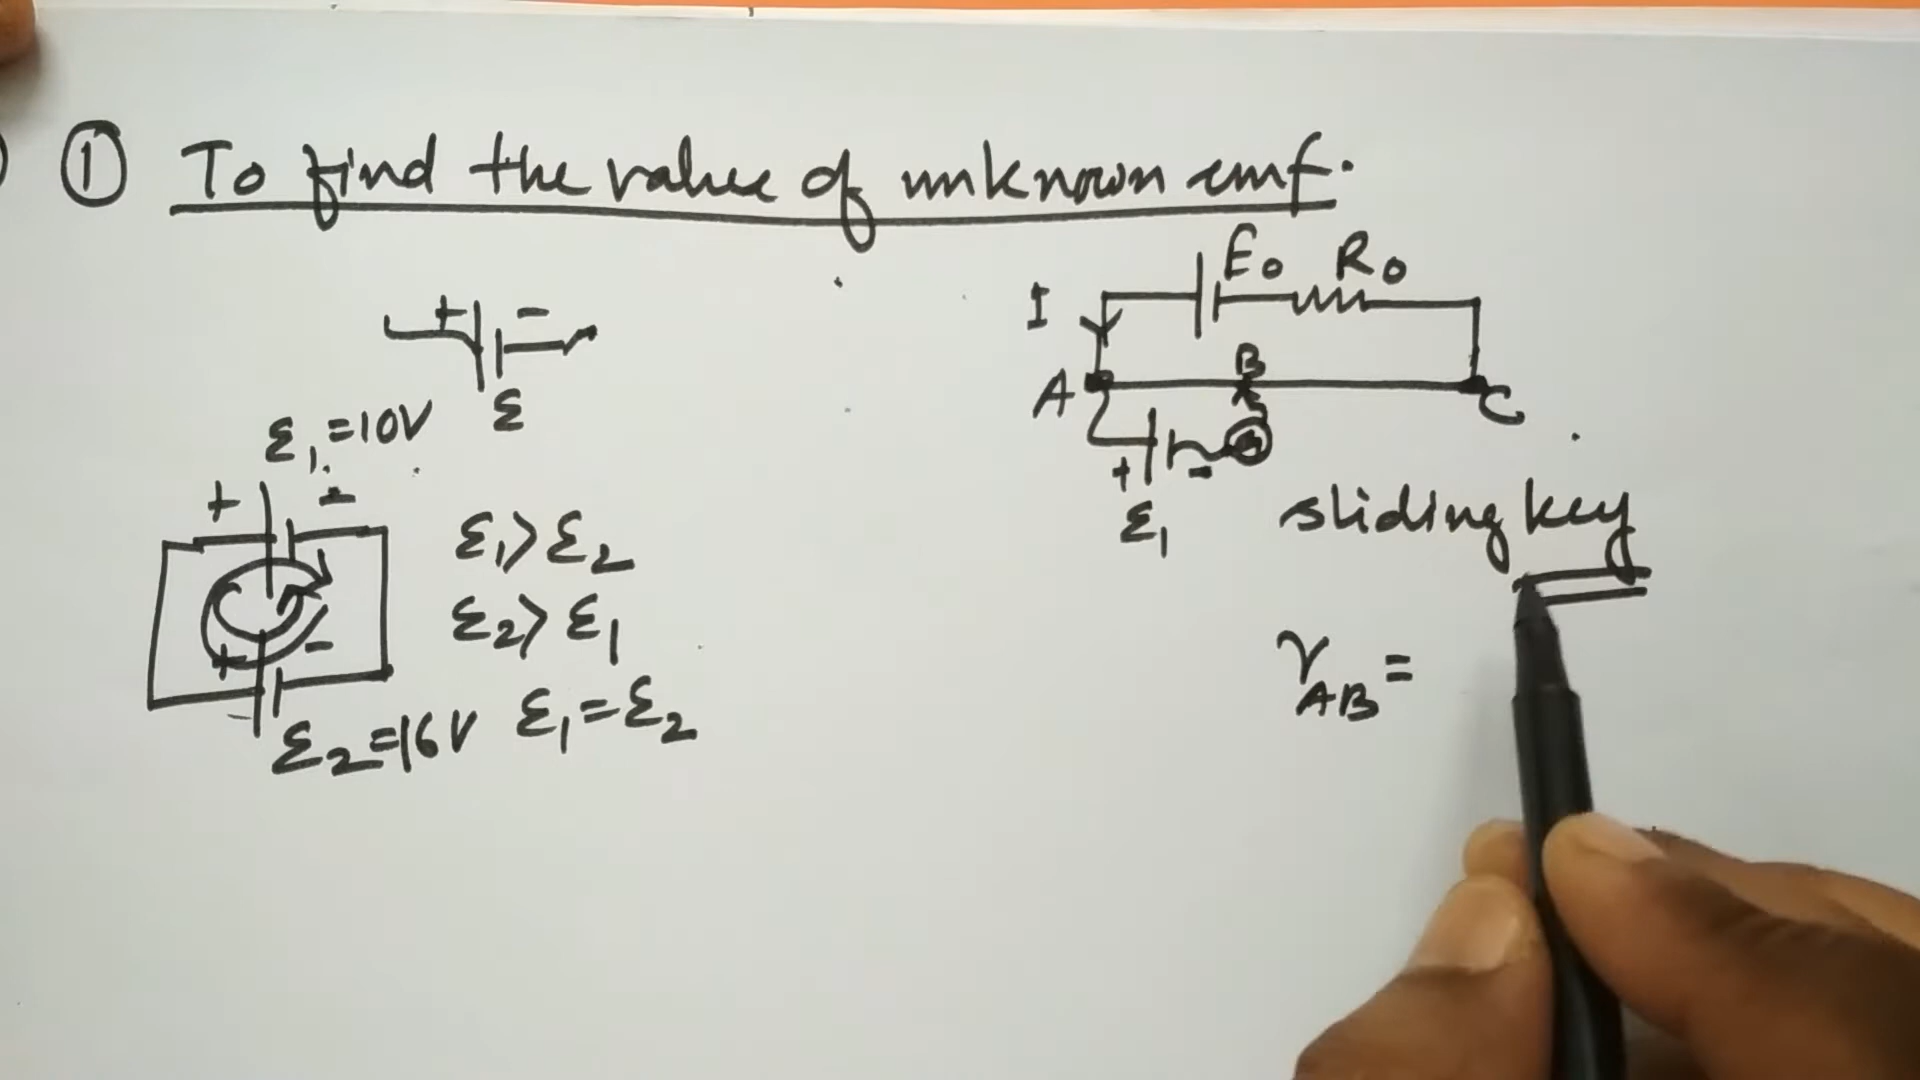 ① To find the value of unknown emf.
+ -
ε
ε₁=10V
+ -
+ -
ε₂=16V
ε₁>ε₂
ε₂>ε₁
ε₁=ε₂
E₀ R₀
I
A B C
G
+ -
ε₁
sliding key
V_AB =